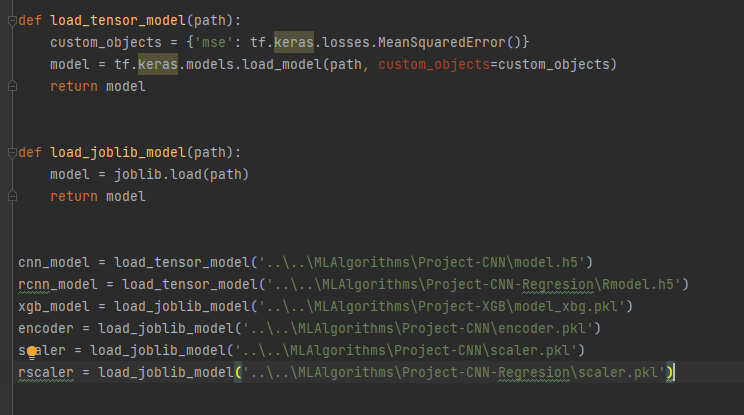 def load_tensor_model(path):
    custom_objects = {'mse': tf.keras.losses.MeanSquaredError()}
    model = tf.keras.models.load_model(path, custom_objects=custom_objects)
    return model
def load_joblib_model(path):
    model = joblib.load(path)
    return model
cnn_model = load_tensor_model('..\..\MLAlgorithms\Project-CNN\model.h5')
rcnn_model = load_tensor_model('..\..\MLAlgorithms\Project-CNN-Regresion\Rmodel.h5')
xgb_model = load_joblib_model('..\..\MLAlgorithms\Project-XGB\model_xbg.pkl')
encoder = load_joblib_model('..\..\MLAlgorithms\Project-CNN\encoder.pkl')
scaler = load_joblib_model('..\..\MLAlgorithms\Project-CNN\scaler.pkl')
rscaler = load_joblib_model('..\..\MLAlgorithms\Project-CNN-Regresion\scaler.pkl')